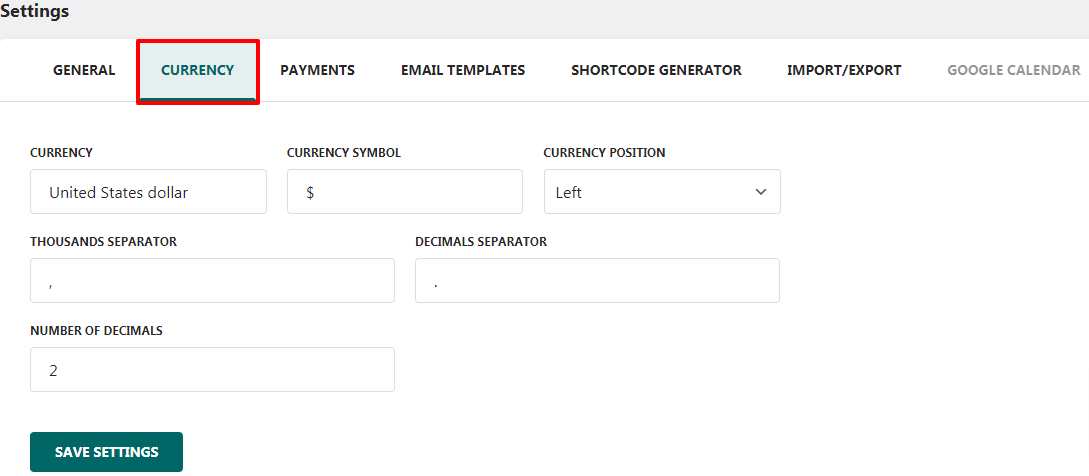 Settings
GENERAL CURRENCY PAYMENTS EMAIL TEMPLATES SHORTCODE GENERATOR IMPORT/EXPORT GOOGLE CALENDAR
CURRENCY CURRENCY SYMBOL CURRENCY POSITION
United States dollar $ Left
THOUSANDS SEPARATOR DECIMALS SEPARATOR
, .
NUMBER OF DECIMALS
2
SAVE SETTINGS